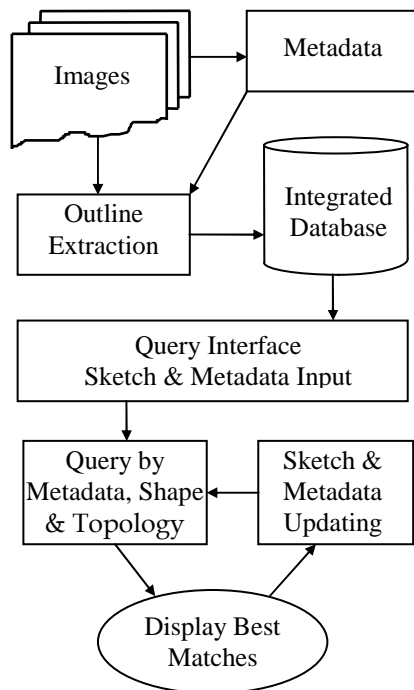 Images
Metadata
Outline
Extraction
Integrated
Database
Query Interface
Sketch & Metadata Input
Query by
Metadata, Shape
& Topology
Sketch &
Metadata
Updating
Display Best
Matches